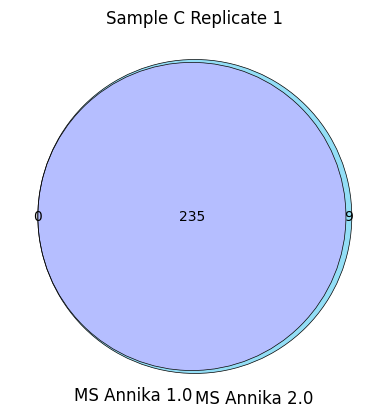 Sample C Replicate 1
0 235 9
MS Annika 1.0 MS Annika 2.0